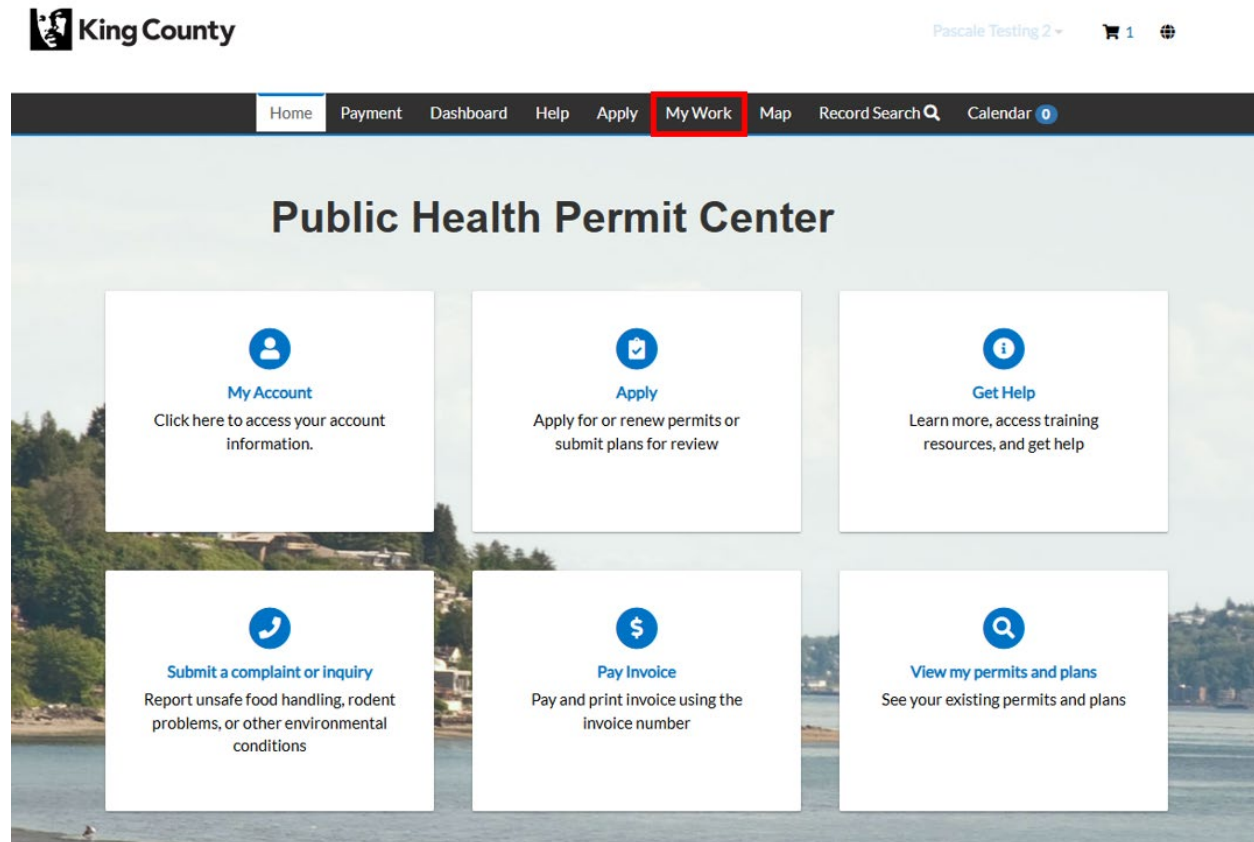 King County
Pascale Testing 2
1
Home Payment Dashboard Help Apply My Work Map Record Search Calendar 0
Public Health Permit Center
My Account
Click here to access your account
information.
Apply
Apply for or renew permits or
submit plans for review
Get Help
Learn more, access training
resources, and get help
Submit a complaint or inquiry
Report unsafe food handling, rodent
problems, or other environmental
conditions
Pay Invoice
Pay and print invoice using the
invoice number
View my permits and plans
See your existing permits and plans